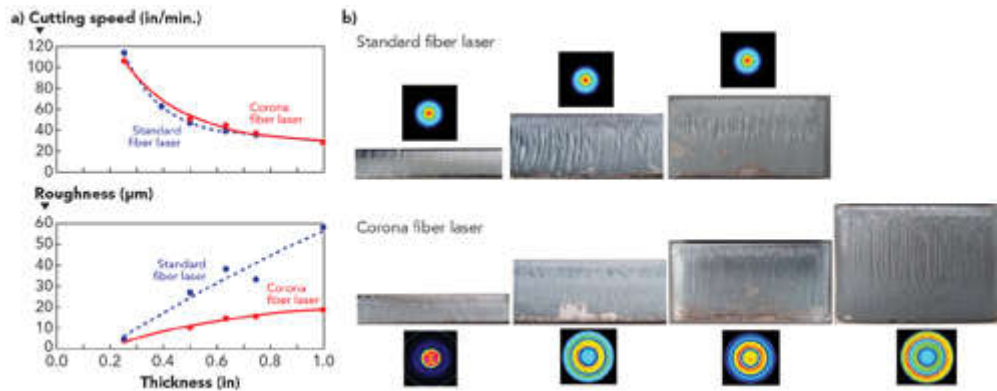 a) Cutting speed (in/min.)
120
100
80
60
40
20
0
Corona
fiber laser
Standard
fiber laser
Roughness (µm)
60
50
40
30
20
10
0
Standard
fiber laser
Corona
fiber laser
0.0 0.2 0.4 0.6 0.8 1.0
Thickness (in)
b)
Standard fiber laser
Corona fiber laser